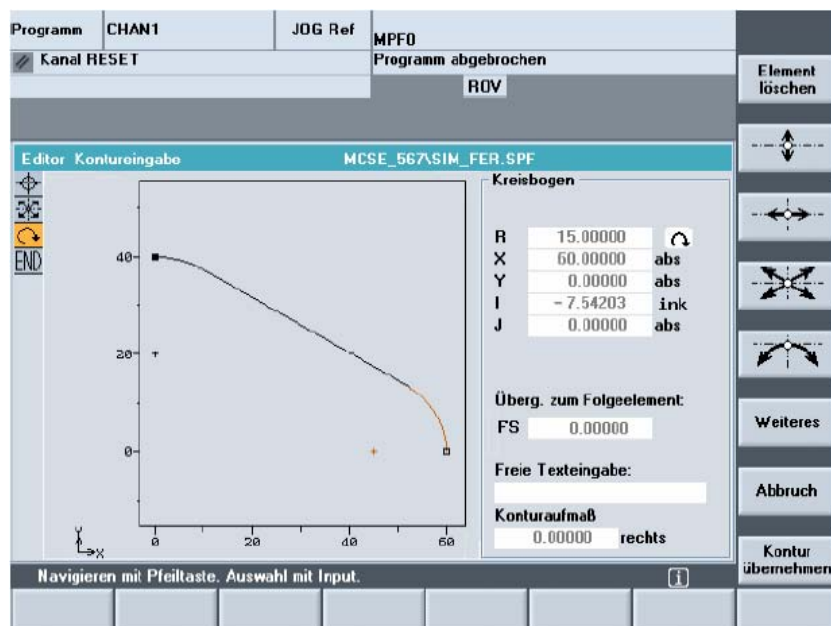 Programm CHAN1 JOG Ref MPF0
Kanal RESET Programm abgebrochen
ROV
Editor Kontureingabe MCSE_567\SIM_FER.SPF
END
40
20
0
Y
X
0 20 40 60
Kreisbogen
R 15.00000
X 60.00000 abs
Y 0.00000 abs
I -7.54203 ink
J 0.00000 abs
Überg. zum Folgeelement:
FS 0.00000
Freie Texteingabe:
Konturaufmaß
0.00000 rechts
Navigieren mit Pfeiltaste. Auswahl mit Input.
i
Element
löschen
Weiteres
Abbruch
Kontur
übernehmen